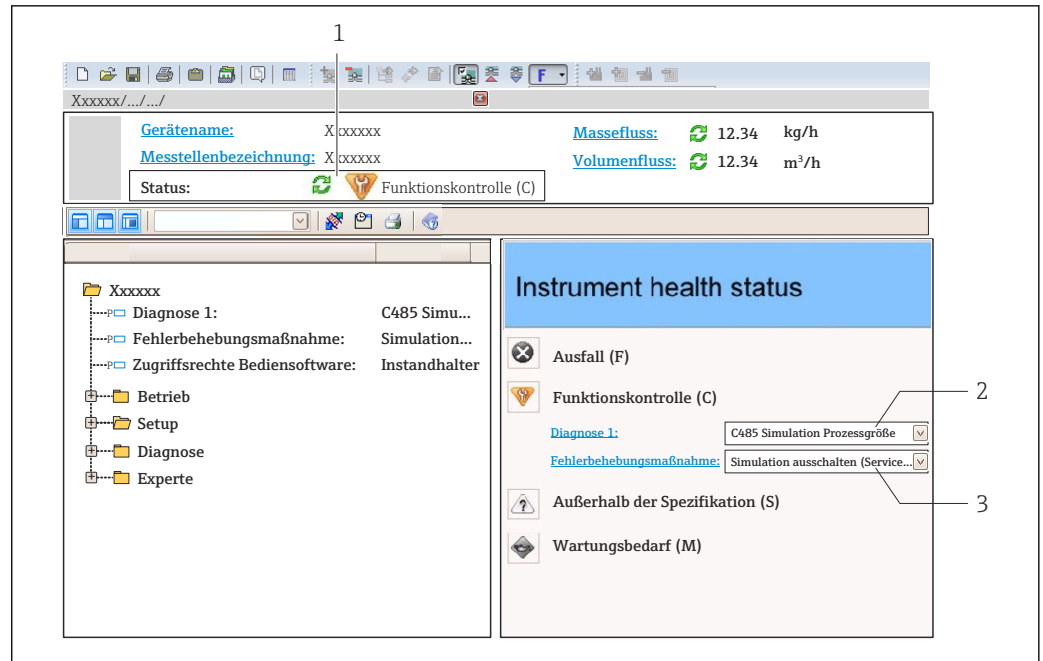 1
F
Xxxxxx/.../.../
Gerätename: Xxxxxxx Massefluss: 12.34 kg/h
Messstellenbezeichnung: Xxxxxxx Volumenfluss: 12.34 m³/h
Status: Funktionskontrolle (C)
Xxxxxx
Diagnose 1: C485 Simu...
Fehlerbehebungsmaßnahme: Simulation...
Zugriffsrechte Bediensoftware: Instandhalter
Betrieb
Setup
Diagnose
Experte
Instrument health status
Ausfall (F)
Funktionskontrolle (C)
2
Diagnose 1: C485 Simulation Prozessgröße
Fehlerbehebungsmaßnahme: Simulation ausschalten (Service...
3
Außerhalb der Spezifikation (S)
Wartungsbedarf (M)